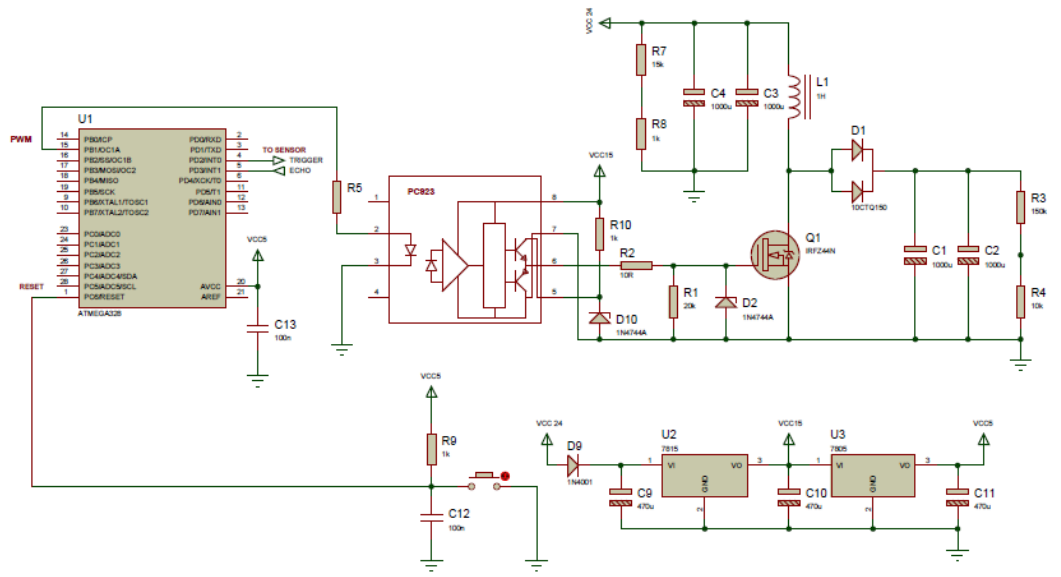 VCC 24
R7
15k
R8
1k
C4
1000u
C3
1000u
L1
1H
U1
PWM
14
15
16
17
18
19
9
10
PB0/ICP
PB1/OC1A
PB2/SS/OC1B
PB3/MOSI/OC2
PB4/MISO
PB5/SCK
PB6/XTAL1/TOSC1
PB7/XTAL2/TOSC2
PD0/RXD
PD1/TXD
PD2/INT0
PD3/INT1
PD4/XCK/T0
PD5/T1
PD6/AIN0
PD7/AIN1
2
3
4
5
6
11
12
13
TO SENSOR
TRIGGER
ECHO
23
24
25
26
27
28
1
PC0/ADC0
PC1/ADC1
PC2/ADC2
PC3/ADC3
PC4/ADC4/SDA
PC5/ADC5/SCL
PC6/RESET
AVCC
AREF
20
21
RESET
ATMEGA328
VCC5
C13
100n
R5
PC923
1
2
3
4
8
7
6
5
VCC15
R10
1k
D10
1N4744A
R2
10R
R1
20k
D2
1N4744A
Q1
IRFZ44N
D1
10CTQ150
C1
1000u
C2
1000u
R3
150k
R4
10k
VCC5
R9
1k
C12
100n
VCC 24
D9
1N4001
C9
470u
U2
7815
1
VI
VO
3
GND
2
VCC15
C10
470u
U3
7805
1
VI
VO
3
GND
2
VCC5
C11
470u